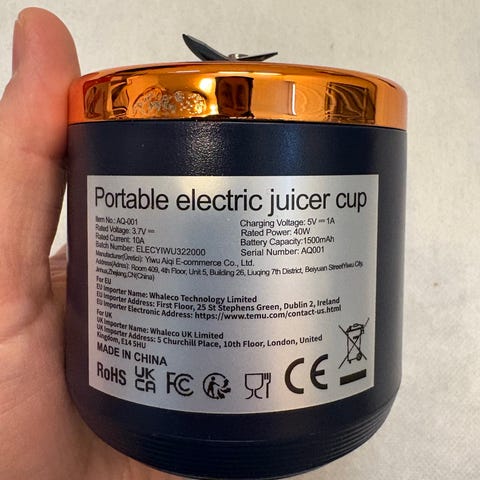 Portable electric juicer cup
Item No.: AQ-001 Charging Voltage: 5V⎓1A
Rated Voltage: 3.7V⎓ Rated Power: 40W
Rated Current: 10A Battery Capacity:1500mAh
Batch Number: ELECYIWU322000 Serial Number: AQ001
Manufacturer(Üretici): Yiwu Aiqi E-commerce Co., Ltd.
Address(Adres): Room 409, 4th Floor, Unit 5, Building 26, Liuqing 7th District, Beiyuan StreetYiwu City,
Jinhua,Zhejiang,CN(China)
For EU
EU Importer Name: Whaleco Technology Limited
EU Importer Address: First Floor, 25 St Stephens Green, Dublin 2, Ireland
EU Importer Electronic Address: https://www.temu.com/contact-us.html
For UK
UK Importer Name: Whaleco UK Limited
UK Importer Address: 5 Churchill Place, 10th Floor, London, United
Kingdom, E14 5HU
MADE IN CHINA
RoHS UK CA FC CE